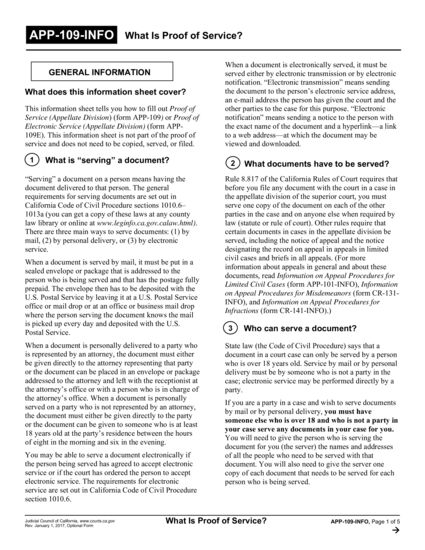 APP-109-INFO What Is Proof of Service?
GENERAL INFORMATION
What does this information sheet cover?
This information sheet tells you how to fill out Proof of
Service (Appellate Division) (form APP-109) or Proof of
Electronic Service (Appellate Division) (form APP-
109E). This information sheet is not part of the proof of
service and does not need to be copied, served, or filed.
1 What is “serving” a document?
“Serving” a document on a person means having the
document delivered to that person. The general
requirements for serving documents are set out in
California Code of Civil Procedure sections 1010.6–
1013a (you can get a copy of these laws at any county
law library or online at www.leginfo.ca.gov.calaw.html).
There are three main ways to serve documents: (1) by
mail, (2) by personal delivery, or (3) by electronic
service.
When a document is served by mail, it must be put in a
sealed envelope or package that is addressed to the
person who is being served and that has the postage fully
prepaid. The envelope then has to be deposited with the
U.S. Postal Service by leaving it at a U.S. Postal Service
office or mail drop or at an office or business mail drop
where the person serving the document knows the mail
is picked up every day and deposited with the U.S.
Postal Service.
When a document is personally delivered to a party who
is represented by an attorney, the document must either
be given directly to the attorney representing that party
or the document can be placed in an envelope or package
addressed to the attorney and left with the receptionist at
the attorney’s office or with a person who is in charge of
the attorney’s office. When a document is personally
served on a party who is not represented by an attorney,
the document must either be given directly to the party
or the document can be given to someone who is at least
18 years old at the party’s residence between the hours
of eight in the morning and six in the evening.
You may be able to serve a document electronically if
the person being served has agreed to accept electronic
service or if the court has ordered the person to accept
electronic service. The requirements for electronic
service are set out in California Code of Civil Procedure
section 1010.6.
When a document is electronically served, it must be
served either by electronic transmission or by electronic
notification. “Electronic transmission” means sending
the document to the person’s electronic service address,
an e-mail address the person has given the court and the
other parties to the case for this purpose. “Electronic
notification” means sending a notice to the person with
the exact name of the document and a hyperlink—a link
to a web address—at which the document may be
viewed and downloaded.
2 What documents have to be served?
Rule 8.817 of the California Rules of Court requires that
before you file any document with the court in a case in
the appellate division of the superior court, you must
serve one copy of the document on each of the other
parties in the case and on anyone else when required by
law (statute or rule of court). Other rules require that
certain documents in cases in the appellate division be
served, including the notice of appeal and the notice
designating the record on appeal in appeals in limited
civil cases and briefs in all appeals. (For more
information about appeals in general and about these
documents, read Information on Appeal Procedures for
Limited Civil Cases (form APP-101-INFO), Information
on Appeal Procedures for Misdemeanors (form CR-131-
INFO), and Information on Appeal Procedures for
Infractions (form CR-141-INFO).)
3 Who can serve a document?
State law (the Code of Civil Procedure) says that a
document in a court case can only be served by a person
who is over 18 years old. Service by mail or by personal
delivery must be by someone who is not a party in the
case; electronic service may be performed directly by a
party.
If you are a party in a case and wish to serve documents
by mail or by personal delivery, you must have
someone else who is over 18 and who is not a party in
your case serve any documents in your case for you.
You will need to give the person who is serving the
document for you (the server) the names and addresses
of all the people who need to be served with that
document. You will also need to give the server one
copy of each document that needs to be served for each
person who is being served.
Judicial Council of California, www.courts.ca.gov
Rev. January 1, 2017, Optional Form
What Is Proof of Service?
APP-109-INFO, Page 1 of 5
→